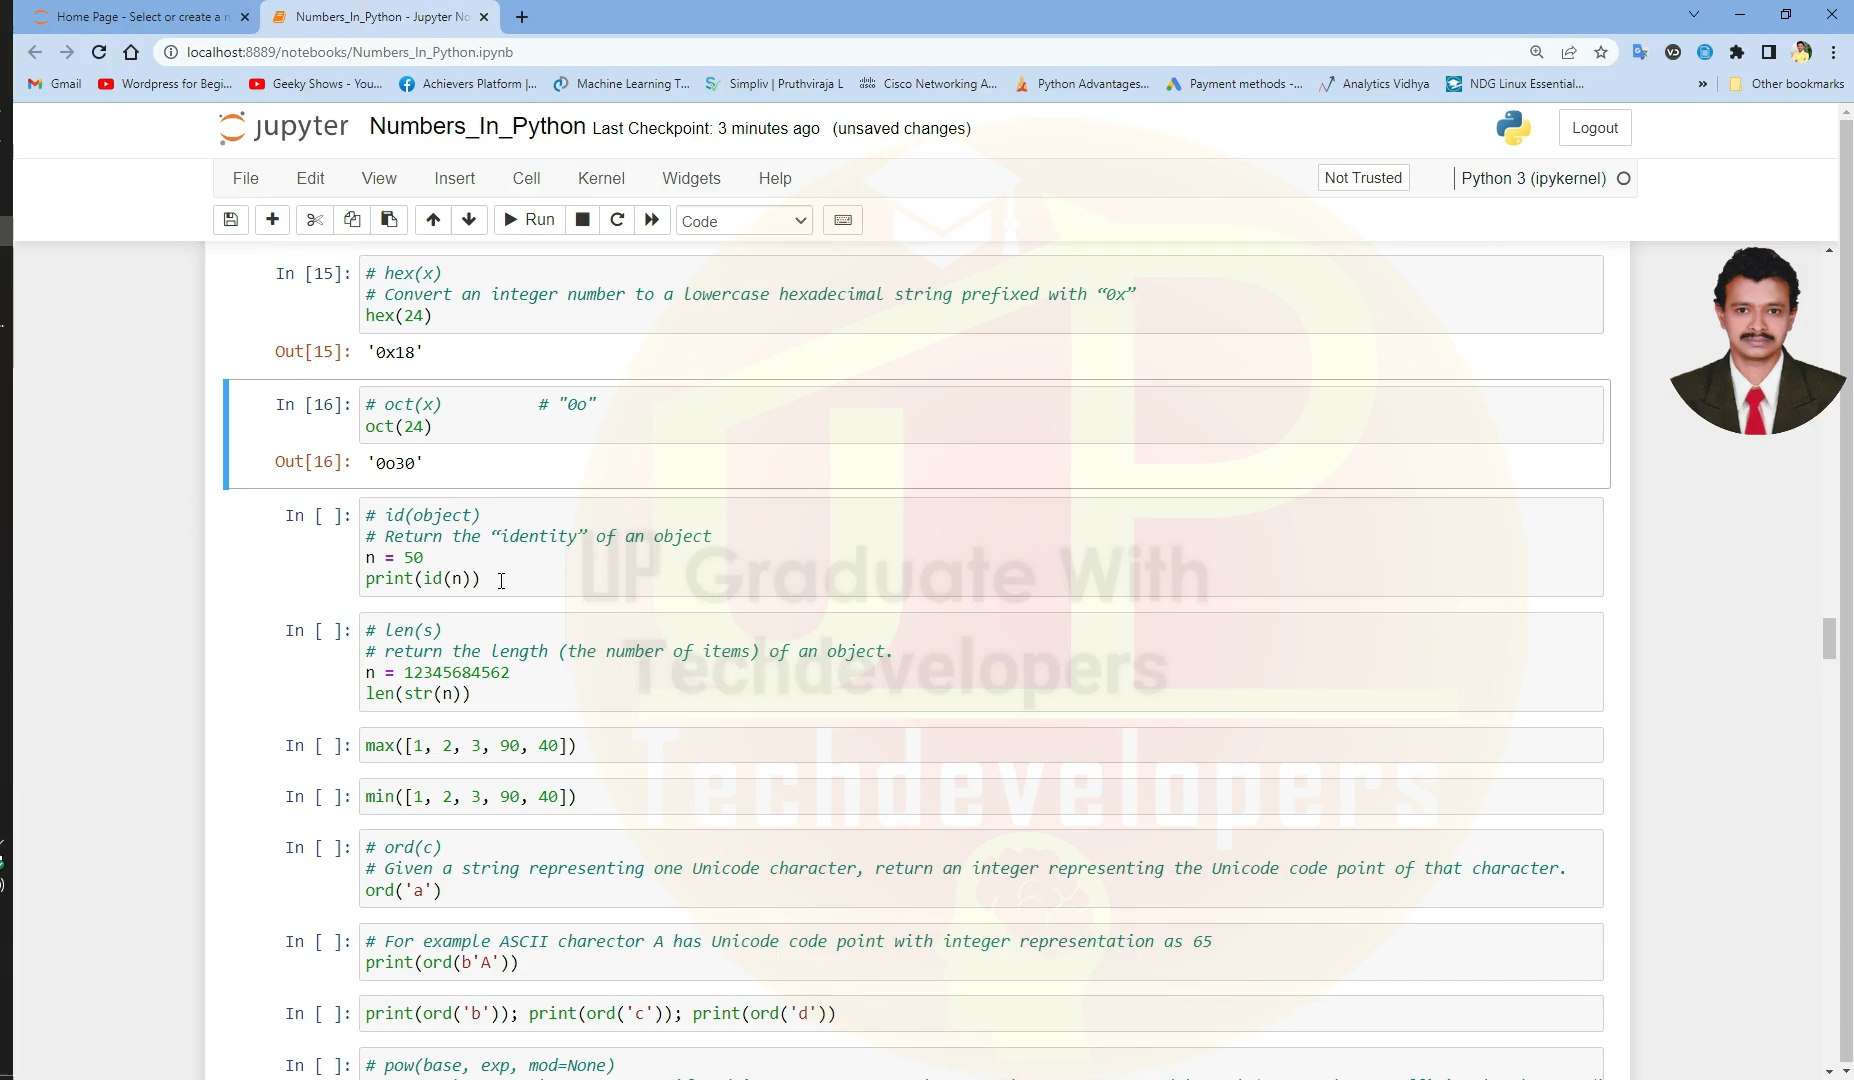 Home Page - Select or create a n
Numbers_In_Python - Jupyter No
localhost:8889/notebooks/Numbers_In_Python.ipynb
Gmail
Wordpress for Begi...
Geeky Shows - You...
Achievers Platform |...
Machine Learning T...
Simpliv | Pruthviraja L
Cisco Networking A...
Python Advantages...
Payment methods -...
Analytics Vidhya
NDG Linux Essential...
»
Other bookmarks
jupyter Numbers_In_Python Last Checkpoint: 3 minutes ago (unsaved changes)
Logout
File Edit View Insert Cell Kernel Widgets Help
Not Trusted
Python 3 (ipykernel)
Run
Code
In [15]: # hex(x)
# Convert an integer number to a lowercase hexadecimal string prefixed with “0x”
hex(24)
Out[15]: '0x18'
In [16]: # oct(x) # "0o"
oct(24)
Out[16]: '0o30'
In [ ]: # id(object)
# Return the “identity” of an object
n = 50
print(id(n))
In [ ]: # len(s)
# return the length (the number of items) of an object.
n = 12345684562
len(str(n))
In [ ]: max([1, 2, 3, 90, 40])
In [ ]: min([1, 2, 3, 90, 40])
In [ ]: # ord(c)
# Given a string representing one Unicode character, return an integer representing the Unicode code point of that character.
ord('a')
In [ ]: # For example ASCII charector A has Unicode code point with integer representation as 65
print(ord(b'A'))
In [ ]: print(ord('b')); print(ord('c')); print(ord('d'))
In [ ]: # pow(base, exp, mod=None)
UP Graduate With
Techdevelopers
Techdevelopers